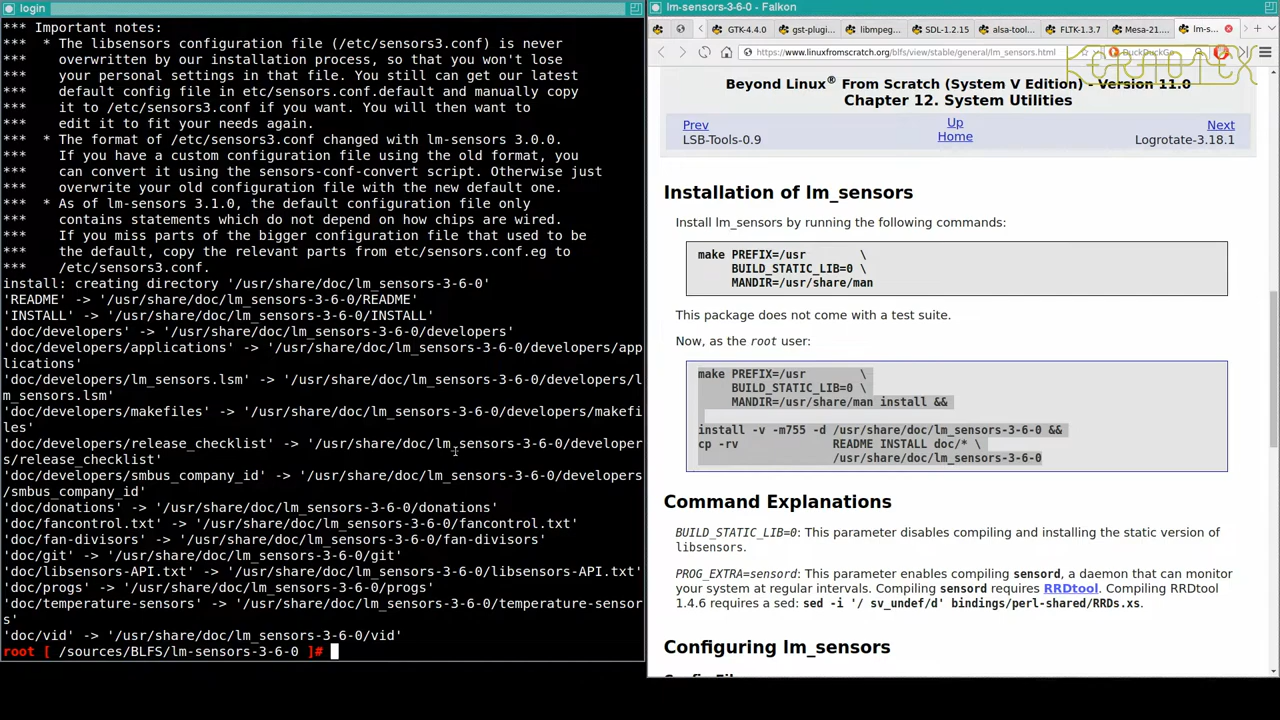 login
*** Important notes:
***  * The libsensors configuration file (/etc/sensors3.conf) is never
***    overwritten by our installation process, so that you won't lose
***    your personal settings in that file. You still can get our latest
***    default config file in etc/sensors.conf.default and manually copy
***    it to /etc/sensors3.conf if you want. You will then want to
***    edit it to fit your needs again.
***  * The format of /etc/sensors3.conf changed with lm-sensors 3.0.0.
***    If you have a custom configuration file using the old format, you
***    can convert it using the sensors-conf-convert script. Otherwise just
***    overwrite your old configuration file with the new default one.
***  * As of lm-sensors 3.1.0, the default configuration file only
***    contains statements which do not depend on how chips are wired.
***    If you miss parts of the bigger configuration file that used to be
***    the default, copy the relevant parts from etc/sensors.conf.eg to
***    /etc/sensors3.conf.
install: creating directory '/usr/share/doc/lm_sensors-3-6-0'
'README' -> '/usr/share/doc/lm_sensors-3-6-0/README'
'INSTALL' -> '/usr/share/doc/lm_sensors-3-6-0/INSTALL'
'doc/developers' -> '/usr/share/doc/lm_sensors-3-6-0/developers'
'doc/developers/applications' -> '/usr/share/doc/lm_sensors-3-6-0/developers/app
lications'
'doc/developers/lm_sensors.lsm' -> '/usr/share/doc/lm_sensors-3-6-0/developers/l
m_sensors.lsm'
'doc/developers/makefiles' -> '/usr/share/doc/lm_sensors-3-6-0/developers/makefi
les'
'doc/developers/release_checklist' -> '/usr/share/doc/lm_sensors-3-6-0/developer
s/release_checklist'
'doc/developers/smbus_company_id' -> '/usr/share/doc/lm_sensors-3-6-0/developers
/smbus_company_id'
'doc/donations' -> '/usr/share/doc/lm_sensors-3-6-0/donations'
'doc/fancontrol.txt' -> '/usr/share/doc/lm_sensors-3-6-0/fancontrol.txt'
'doc/fan-divisors' -> '/usr/share/doc/lm_sensors-3-6-0/fan-divisors'
'doc/git' -> '/usr/share/doc/lm_sensors-3-6-0/git'
'doc/libsensors-API.txt' -> '/usr/share/doc/lm_sensors-3-6-0/libsensors-API.txt'
'doc/progs' -> '/usr/share/doc/lm_sensors-3-6-0/progs'
'doc/temperature-sensors' -> '/usr/share/doc/lm_sensors-3-6-0/temperature-sensor
s'
'doc/vid' -> '/usr/share/doc/lm_sensors-3-6-0/vid'
root [ /sources/BLFS/lm-sensors-3-6-0 ]#
lm-sensors-3-6-0 - Falkon
GTK-4.4.0 gst-plugi... libmpeg... SDL-1.2.15 alsa-tool... FLTK-1.3.7 Mesa-21.... lm-s...
https://www.linuxfromscratch.org/blfs/view/stable/general/lm_sensors.html
DuckDuckGo
KERNOTEX
Beyond Linux® From Scratch (System V Edition) - Version 11.0
Chapter 12. System Utilities
Prev Up Next
LSB-Tools-0.9 Home Logrotate-3.18.1
Installation of lm_sensors
Install lm_sensors by running the following commands:
make PREFIX=/usr \
BUILD_STATIC_LIB=0 \
MANDIR=/usr/share/man
This package does not come with a test suite.
Now, as the root user:
make PREFIX=/usr \
BUILD_STATIC_LIB=0 \
MANDIR=/usr/share/man install &&
install -v -m755 -d /usr/share/doc/lm_sensors-3-6-0 &&
cp -rv README INSTALL doc/* \
/usr/share/doc/lm_sensors-3-6-0
Command Explanations
BUILD_STATIC_LIB=0: This parameter disables compiling and installing the static version of
libsensors.
PROG_EXTRA=sensord: This parameter enables compiling sensord, a daemon that can monitor
your system at regular intervals. Compiling sensord requires RRDtool. Compiling RRDtool
1.4.6 requires a sed: sed -i '/ sv_undef/d' bindings/perl-shared/RRDs.xs.
Configuring lm_sensors